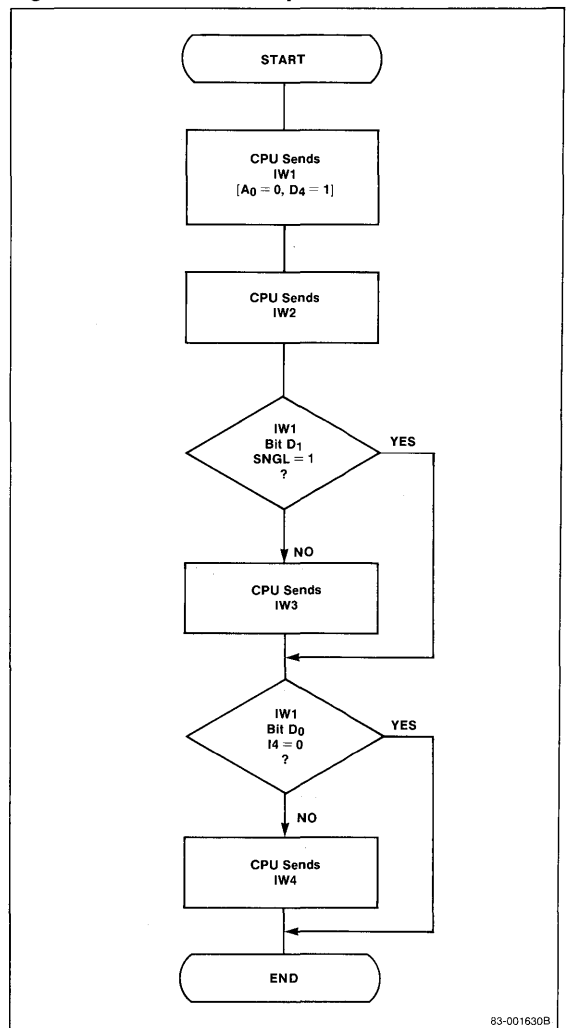 START
CPU Sends
IW1
[A0 = 0, D4 = 1]
CPU Sends
IW2
IW1
Bit D1
SNGL = 1
?
YES
NO
CPU Sends
IW3
IW1
Bit D0
I4 = 0
?
YES
NO
CPU Sends
IW4
END
83-001630B